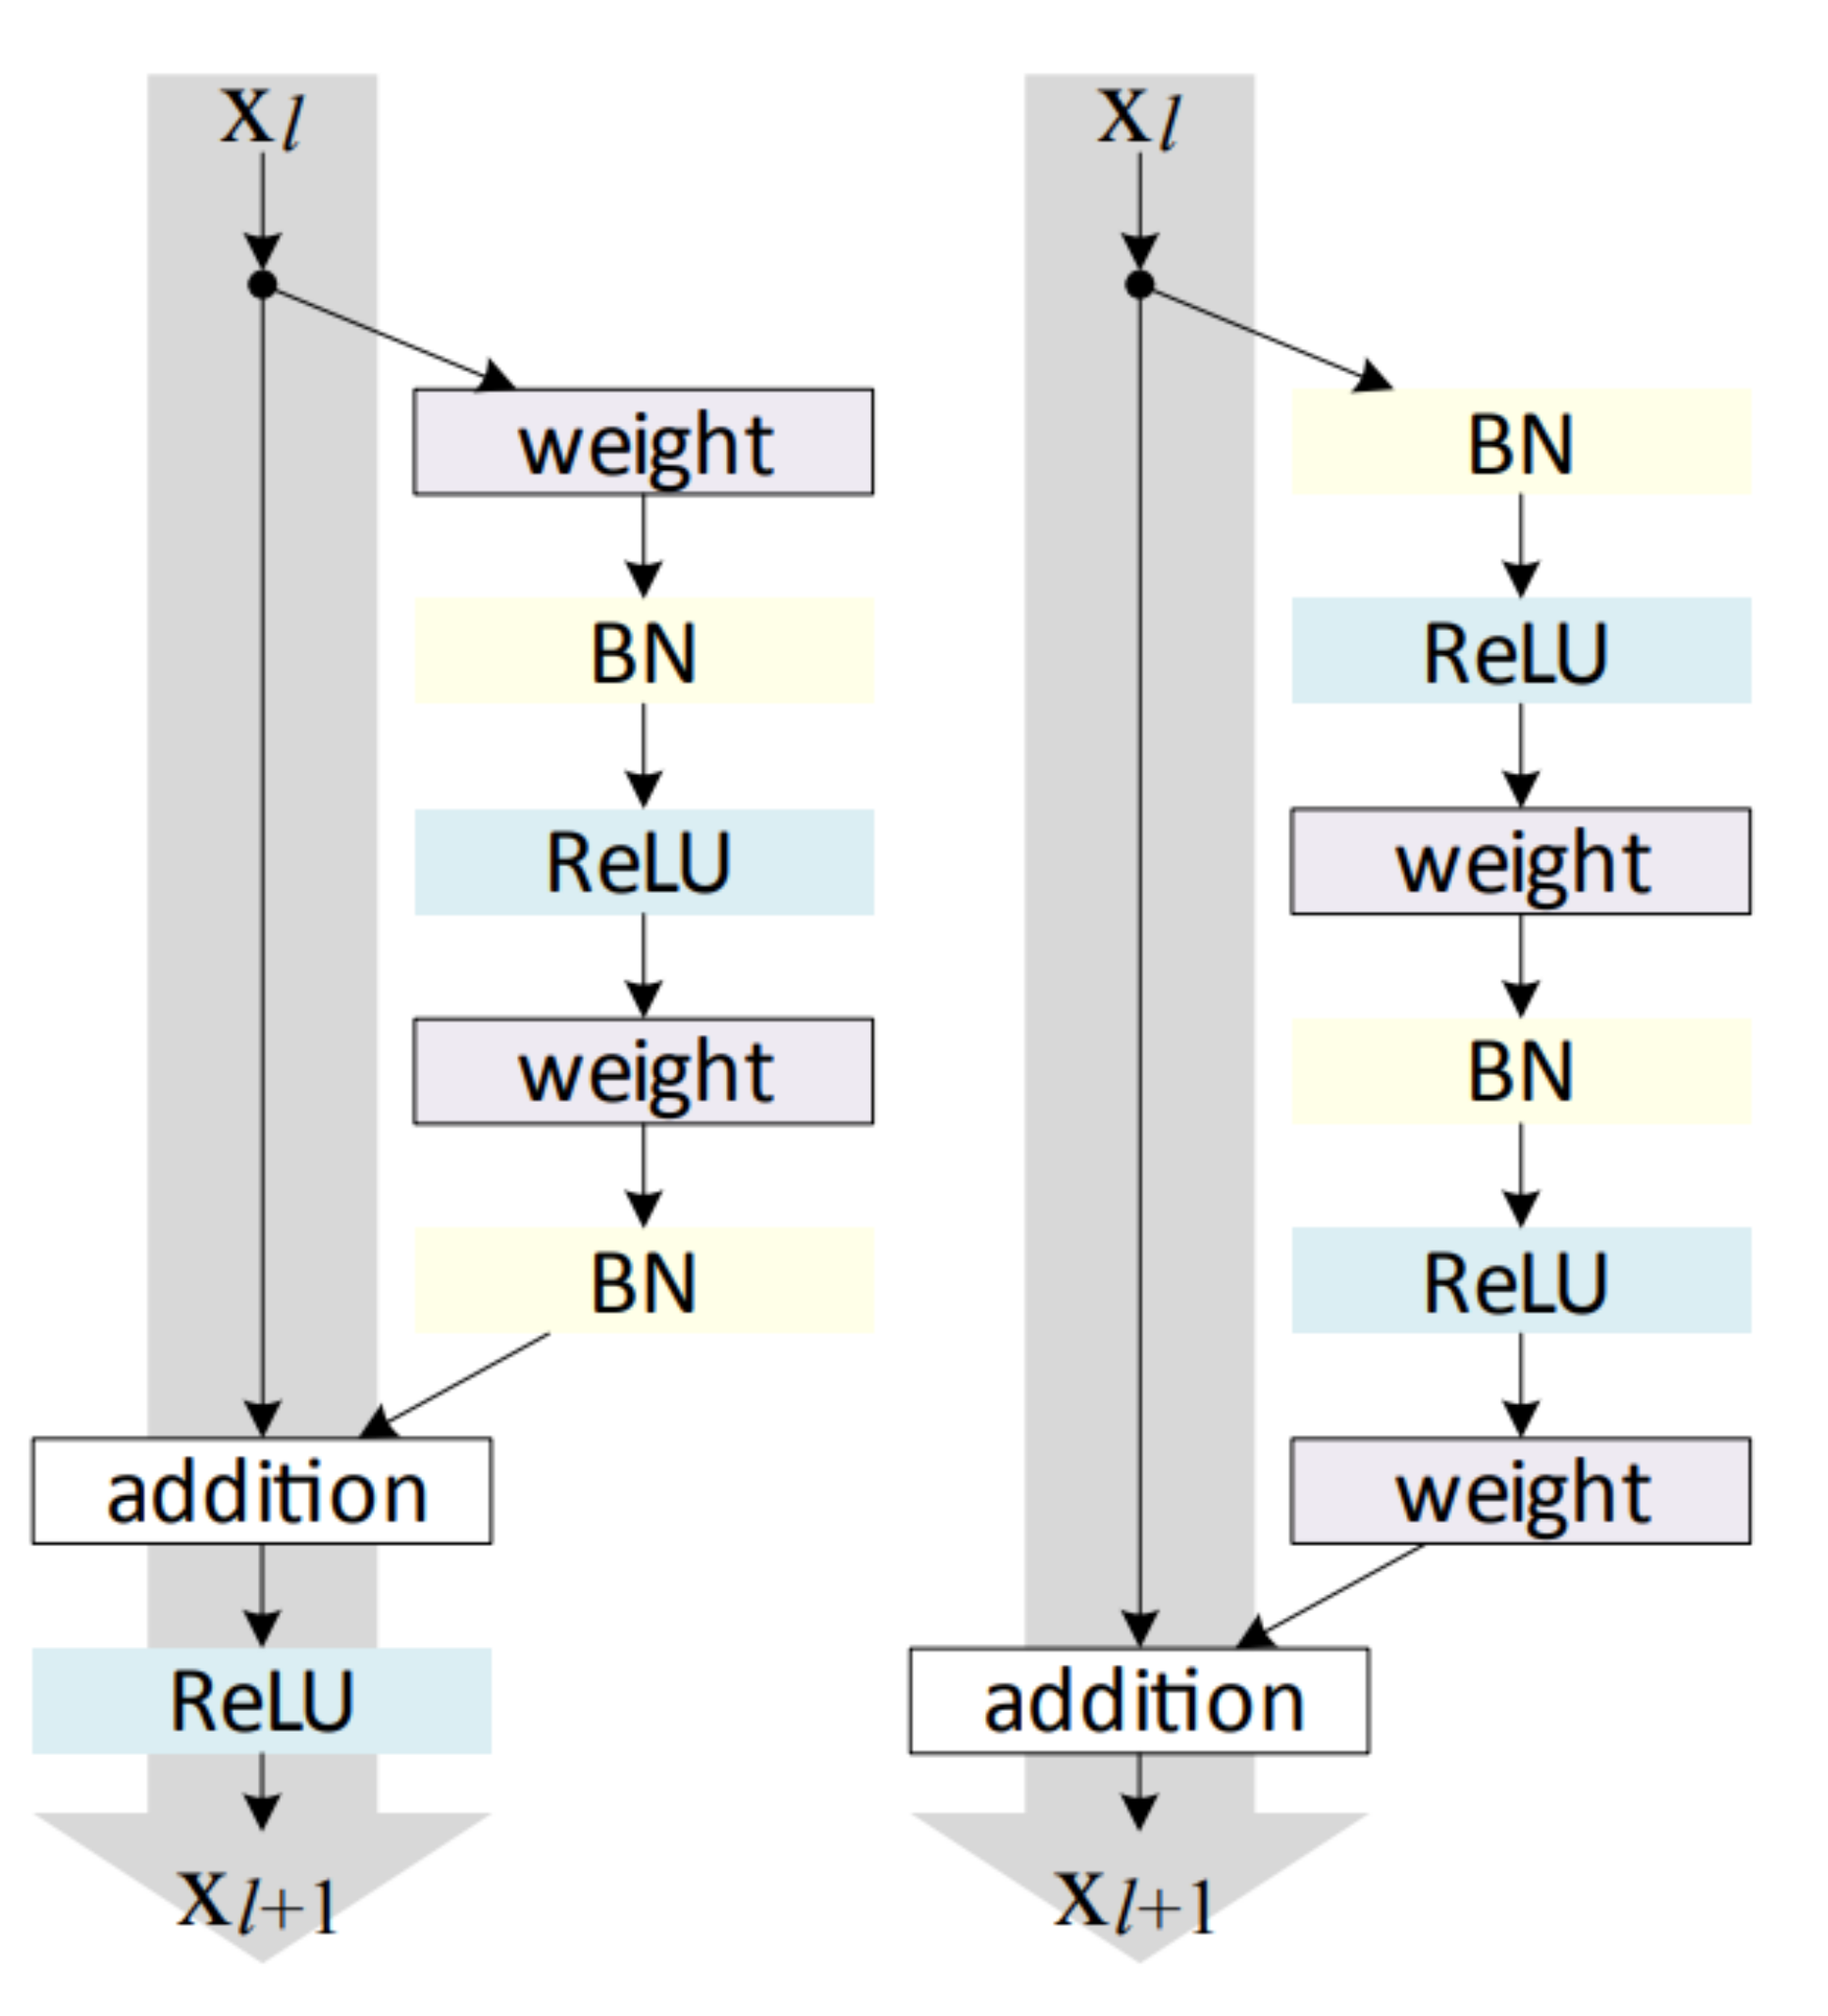 x_l
weight
BN
ReLU
weight
BN
addition
ReLU
x_{l+1}
x_l
BN
ReLU
weight
BN
ReLU
weight
addition
x_{l+1}